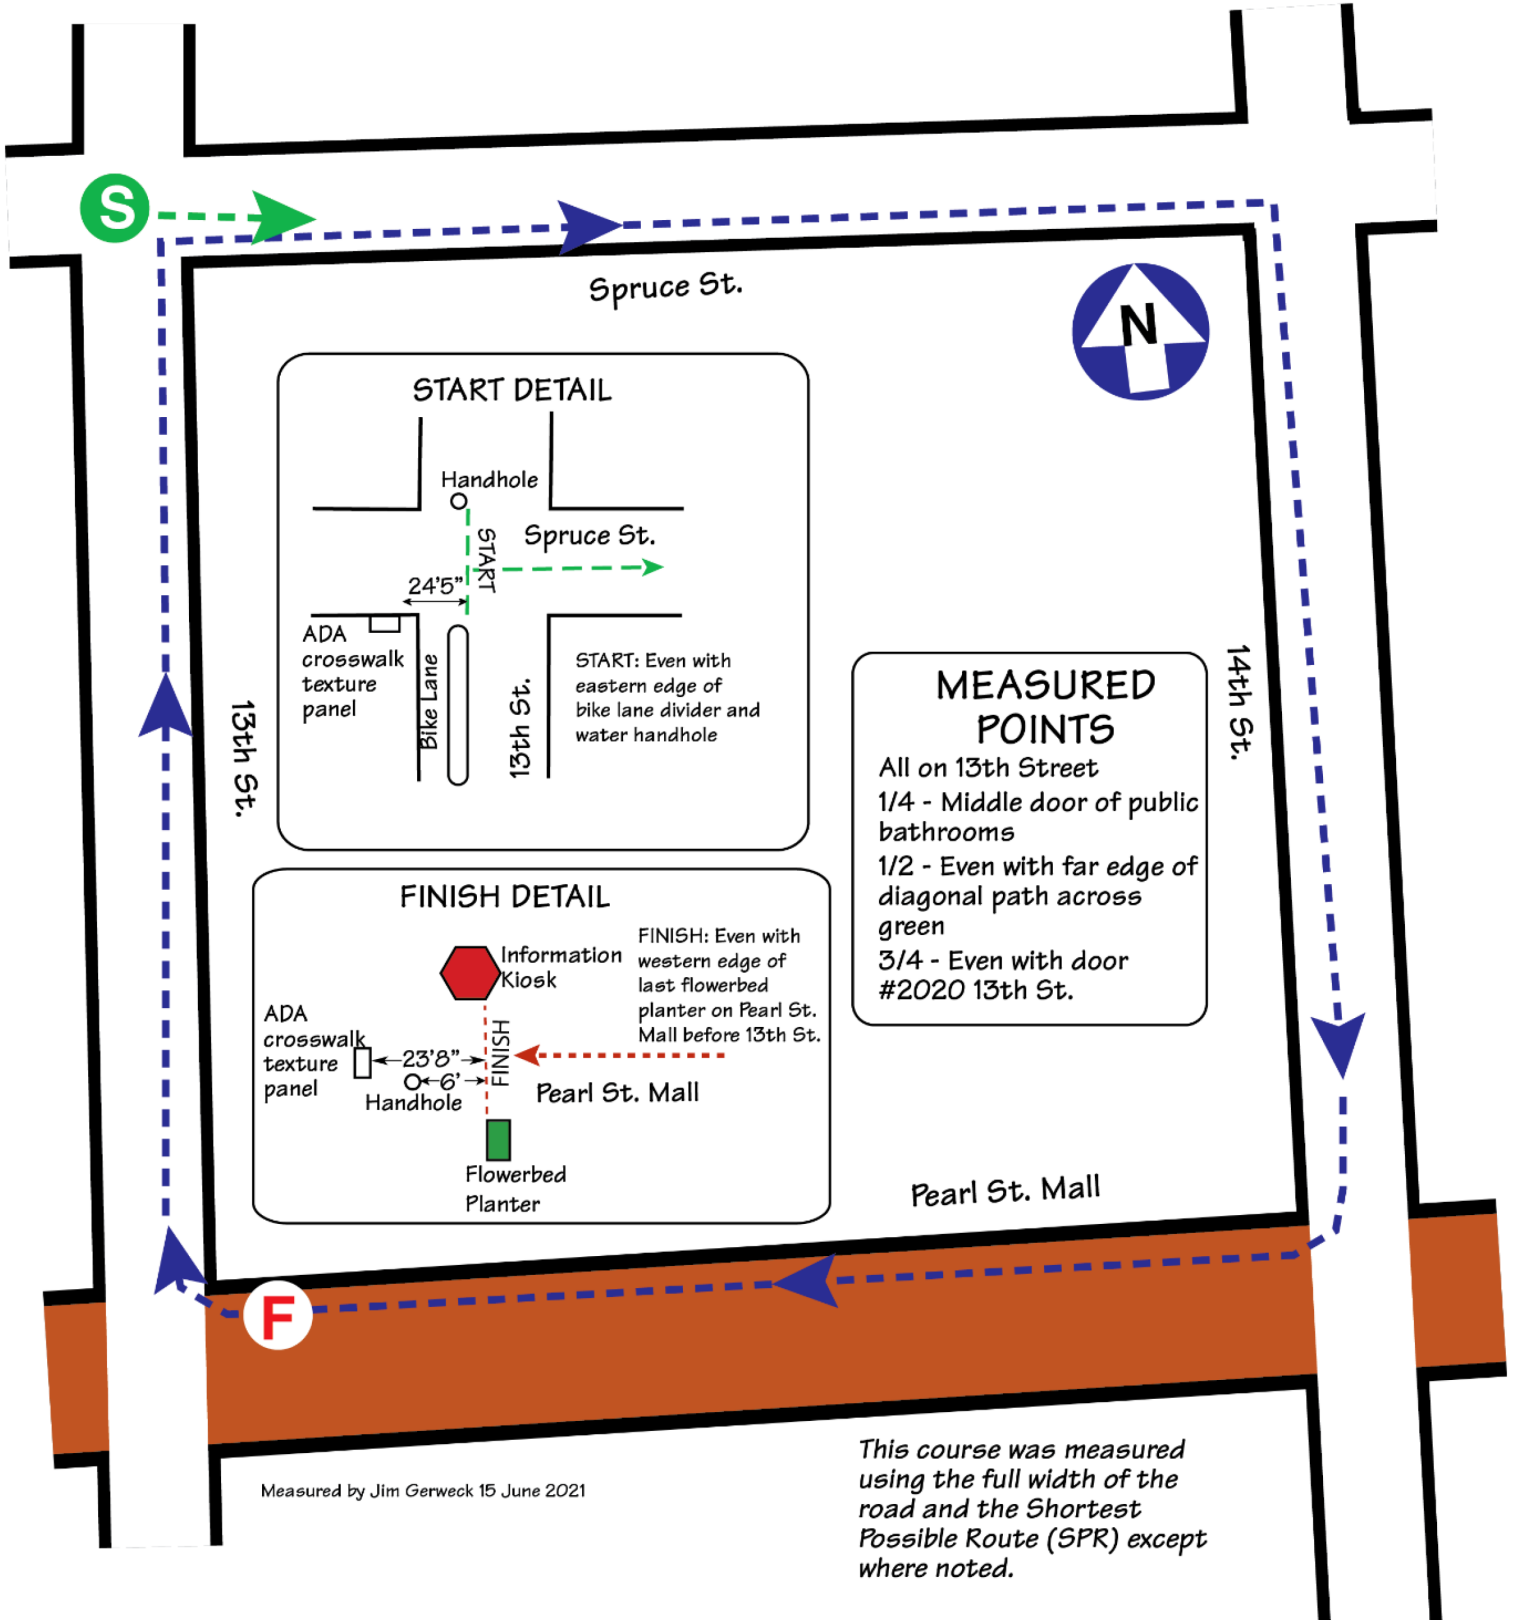 S
Spruce St.
N
START DETAIL
Handhole
START
Spruce St.
24'5"
ADA
crosswalk
texture
panel
Bike Lane
13th St.
START: Even with
eastern edge of
bike lane divider and
water handhole
13th St.
14th St.
MEASURED
POINTS
All on 13th Street
1/4 - Middle door of public
bathrooms
1/2 - Even with far edge of
diagonal path across
green
3/4 - Even with door
#2020 13th St.
FINISH DETAIL
Information
Kiosk
FINISH: Even with
western edge of
last flowerbed
planter on Pearl St.
Mall before 13th St.
ADA
crosswalk
texture
panel
23'8"
6'
Handhole
FINISH
Pearl St. Mall
Flowerbed
Planter
Pearl St. Mall
F
Measured by Jim Gerweck 15 June 2021
This course was measured
using the full width of the
road and the Shortest
Possible Route (SPR) except
where noted.